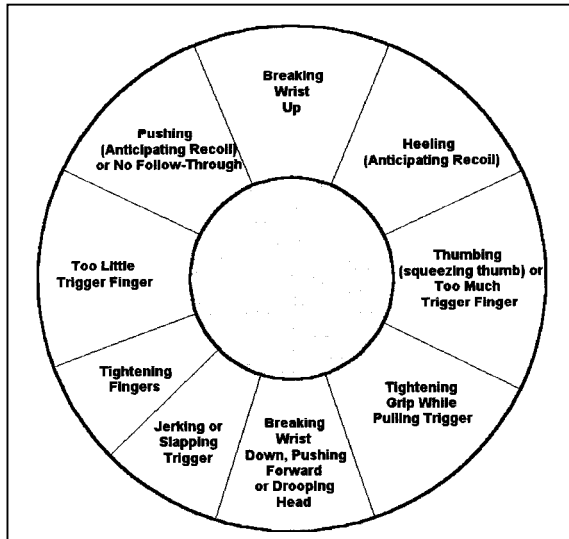 Breaking
Wrist
Up
Heeling
(Anticipating Recoil)
Thumbing
(squeezing thumb) or
Too Much
Trigger Finger
Tightening
Grip While
Pulling Trigger
Breaking
Wrist
Down, Pushing
Forward
or Drooping
Head
Jerking or
Slapping
Trigger
Tightening
Fingers
Too Little
Trigger Finger
Pushing
(Anticipating Recoil)
or No Follow-Through